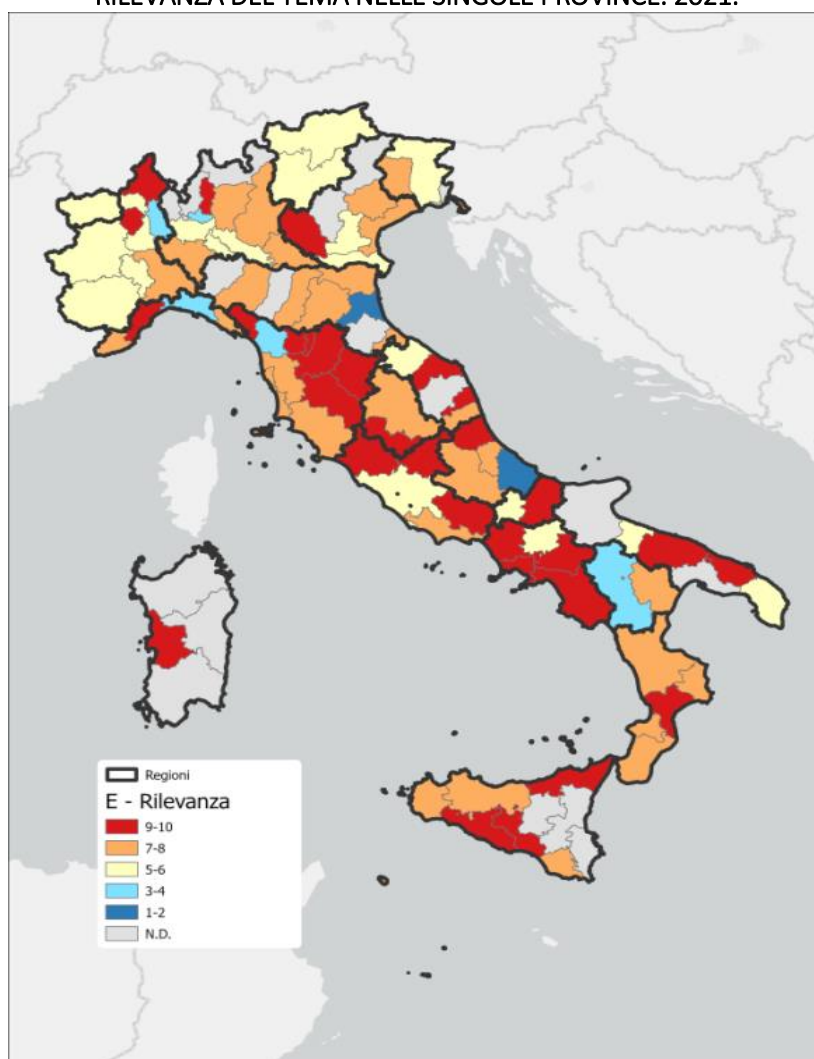 RILEVANZA DEL TEMA NELLE SINGOLE PROVINCE. 2021.
Regioni
E - Rilevanza
9-10
7-8
5-6
3-4
1-2
N.D.